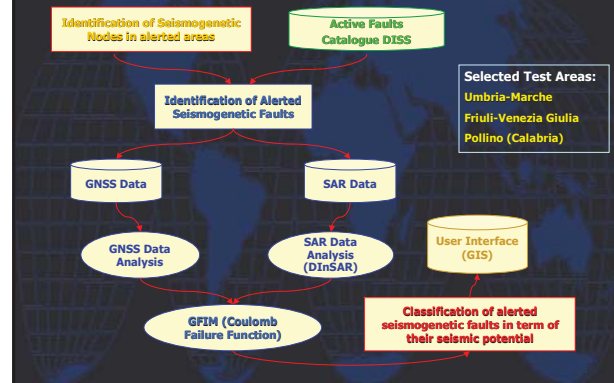 Identification of Seismogenetic
Nodes in alerted areas
Active Faults
Catalogue DISS
Selected Test Areas:
Umbria-Marche
Friuli-Venezia Giulia
Pollino (Calabria)
Identification of Alerted
Seismogenetic Faults
GNSS Data
SAR Data
GNSS Data
Analysis
SAR Data
Analysis
(DInSAR)
User Interface
(GIS)
GFIM (Coulomb
Failure Function)
Classification of alerted
seismogenetic faults in term of
their seismic potential